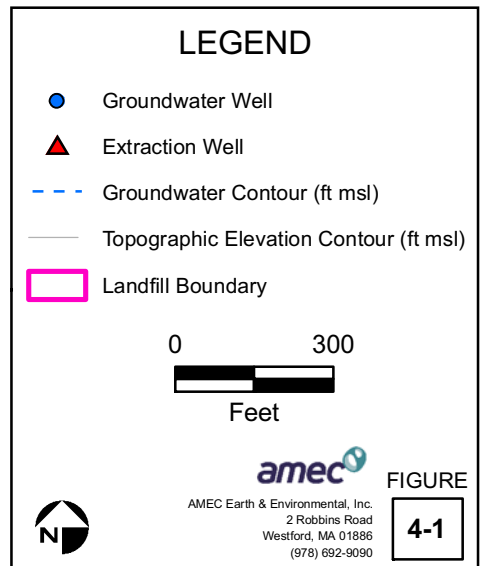 LEGEND
Groundwater Well
Extraction Well
Groundwater Contour (ft msl)
Topographic Elevation Contour (ft msl)
Landfill Boundary
0 300
Feet
amec
FIGURE
AMEC Earth & Environmental, Inc.
2 Robbins Road
Westford, MA 01886
(978) 692-9090
4-1
N